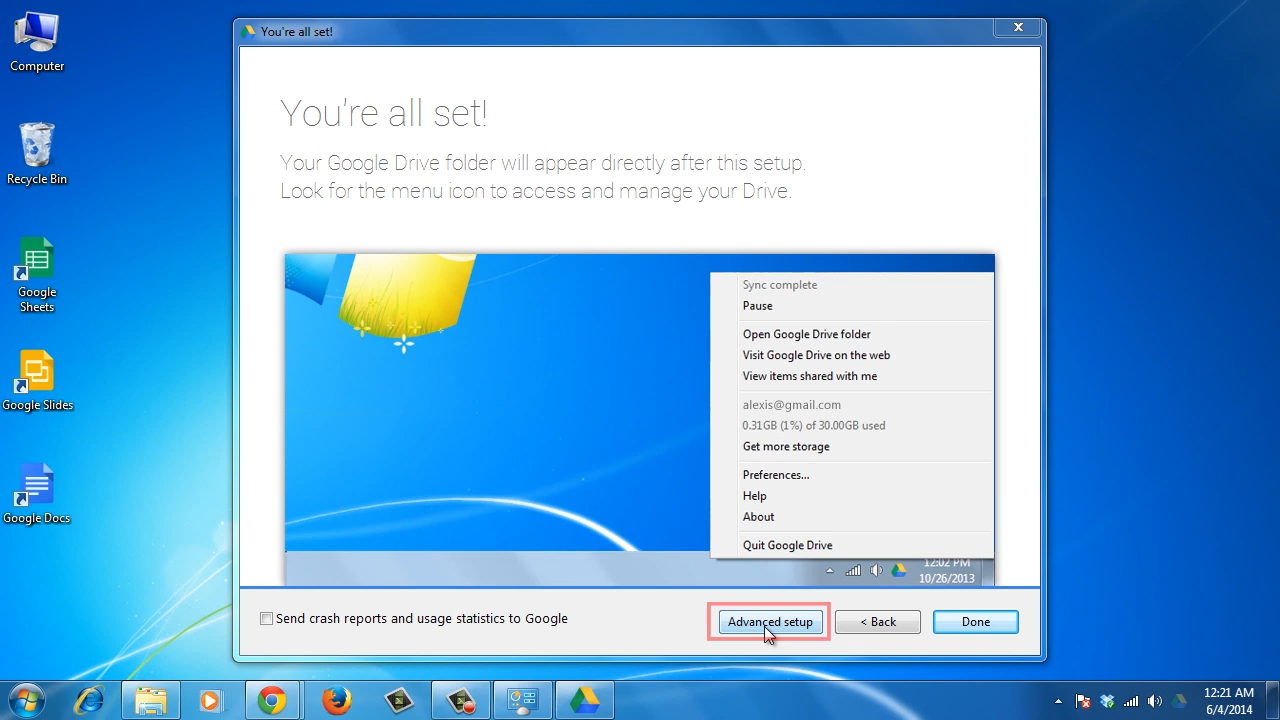 You're all set!
Computer
Recycle Bin
Google
Sheets
Google Slides
Google Docs
You're all set!
Your Google Drive folder will appear directly after this setup.
Look for the menu icon to access and manage your Drive.
Sync complete
Pause
Open Google Drive folder
Visit Google Drive on the web
View items shared with me
alexis@gmail.com
0.31GB (1%) of 30.00GB used
Get more storage
Preferences...
Help
About
Quit Google Drive
12:02 PM
10/26/2013
Send crash reports and usage statistics to Google
Advanced setup
< Back
Done
12:21 AM
6/4/2014